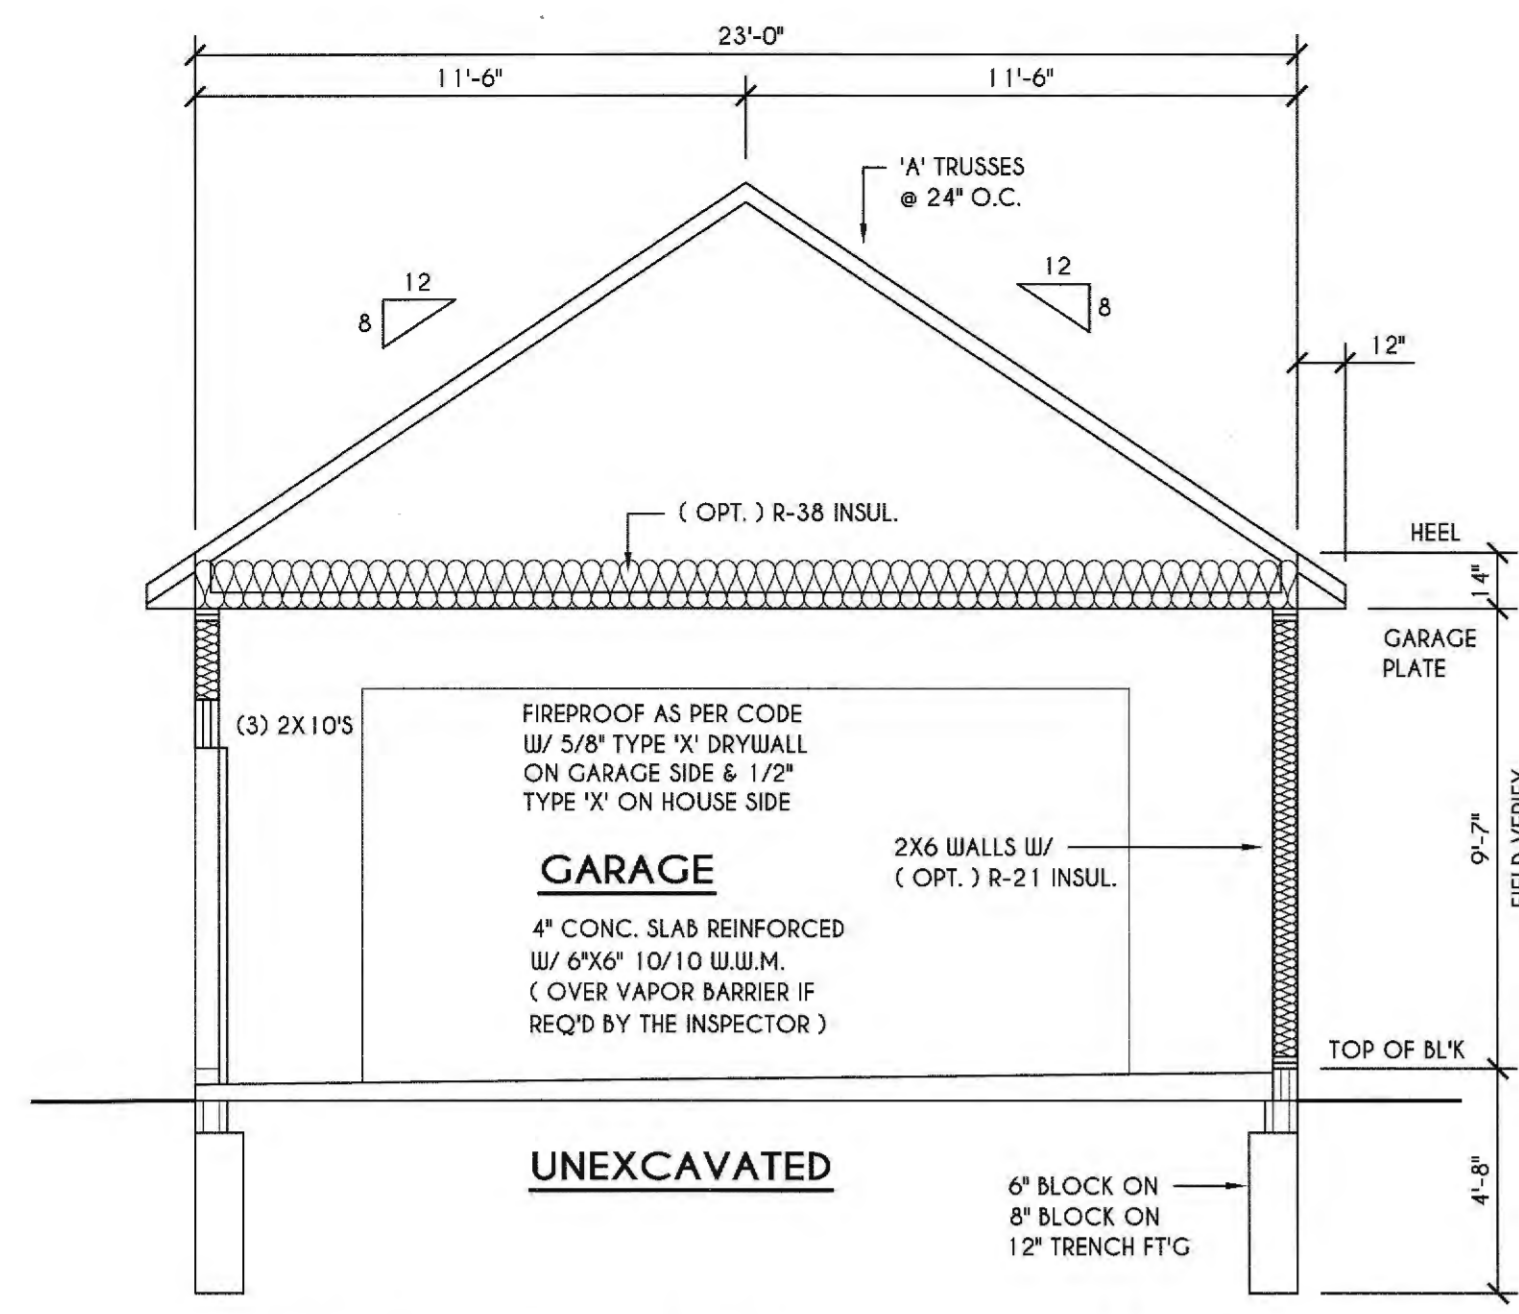 23'-0"
11'-6"
11'-6"
'A' TRUSSES
@ 24" O.C.
12
8
12
8
12"
( OPT. ) R-38 INSUL.
HEEL
14"
GARAGE
PLATE
(3) 2X10'S
FIREPROOF AS PER CODE
W/ 5/8" TYPE 'X' DRYWALL
ON GARAGE SIDE & 1/2"
TYPE 'X' ON HOUSE SIDE
2X6 WALLS W/
( OPT. ) R-21 INSUL.
9'-7"
GARAGE
4" CONC. SLAB REINFORCED
W/ 6"X6" 10/10 W.W.M.
( OVER VAPOR BARRIER IF
REQ'D BY THE INSPECTOR )
TOP OF BL'K
UNEXCAVATED
6" BLOCK ON
8" BLOCK ON
12" TRENCH FT'G
4'-8"